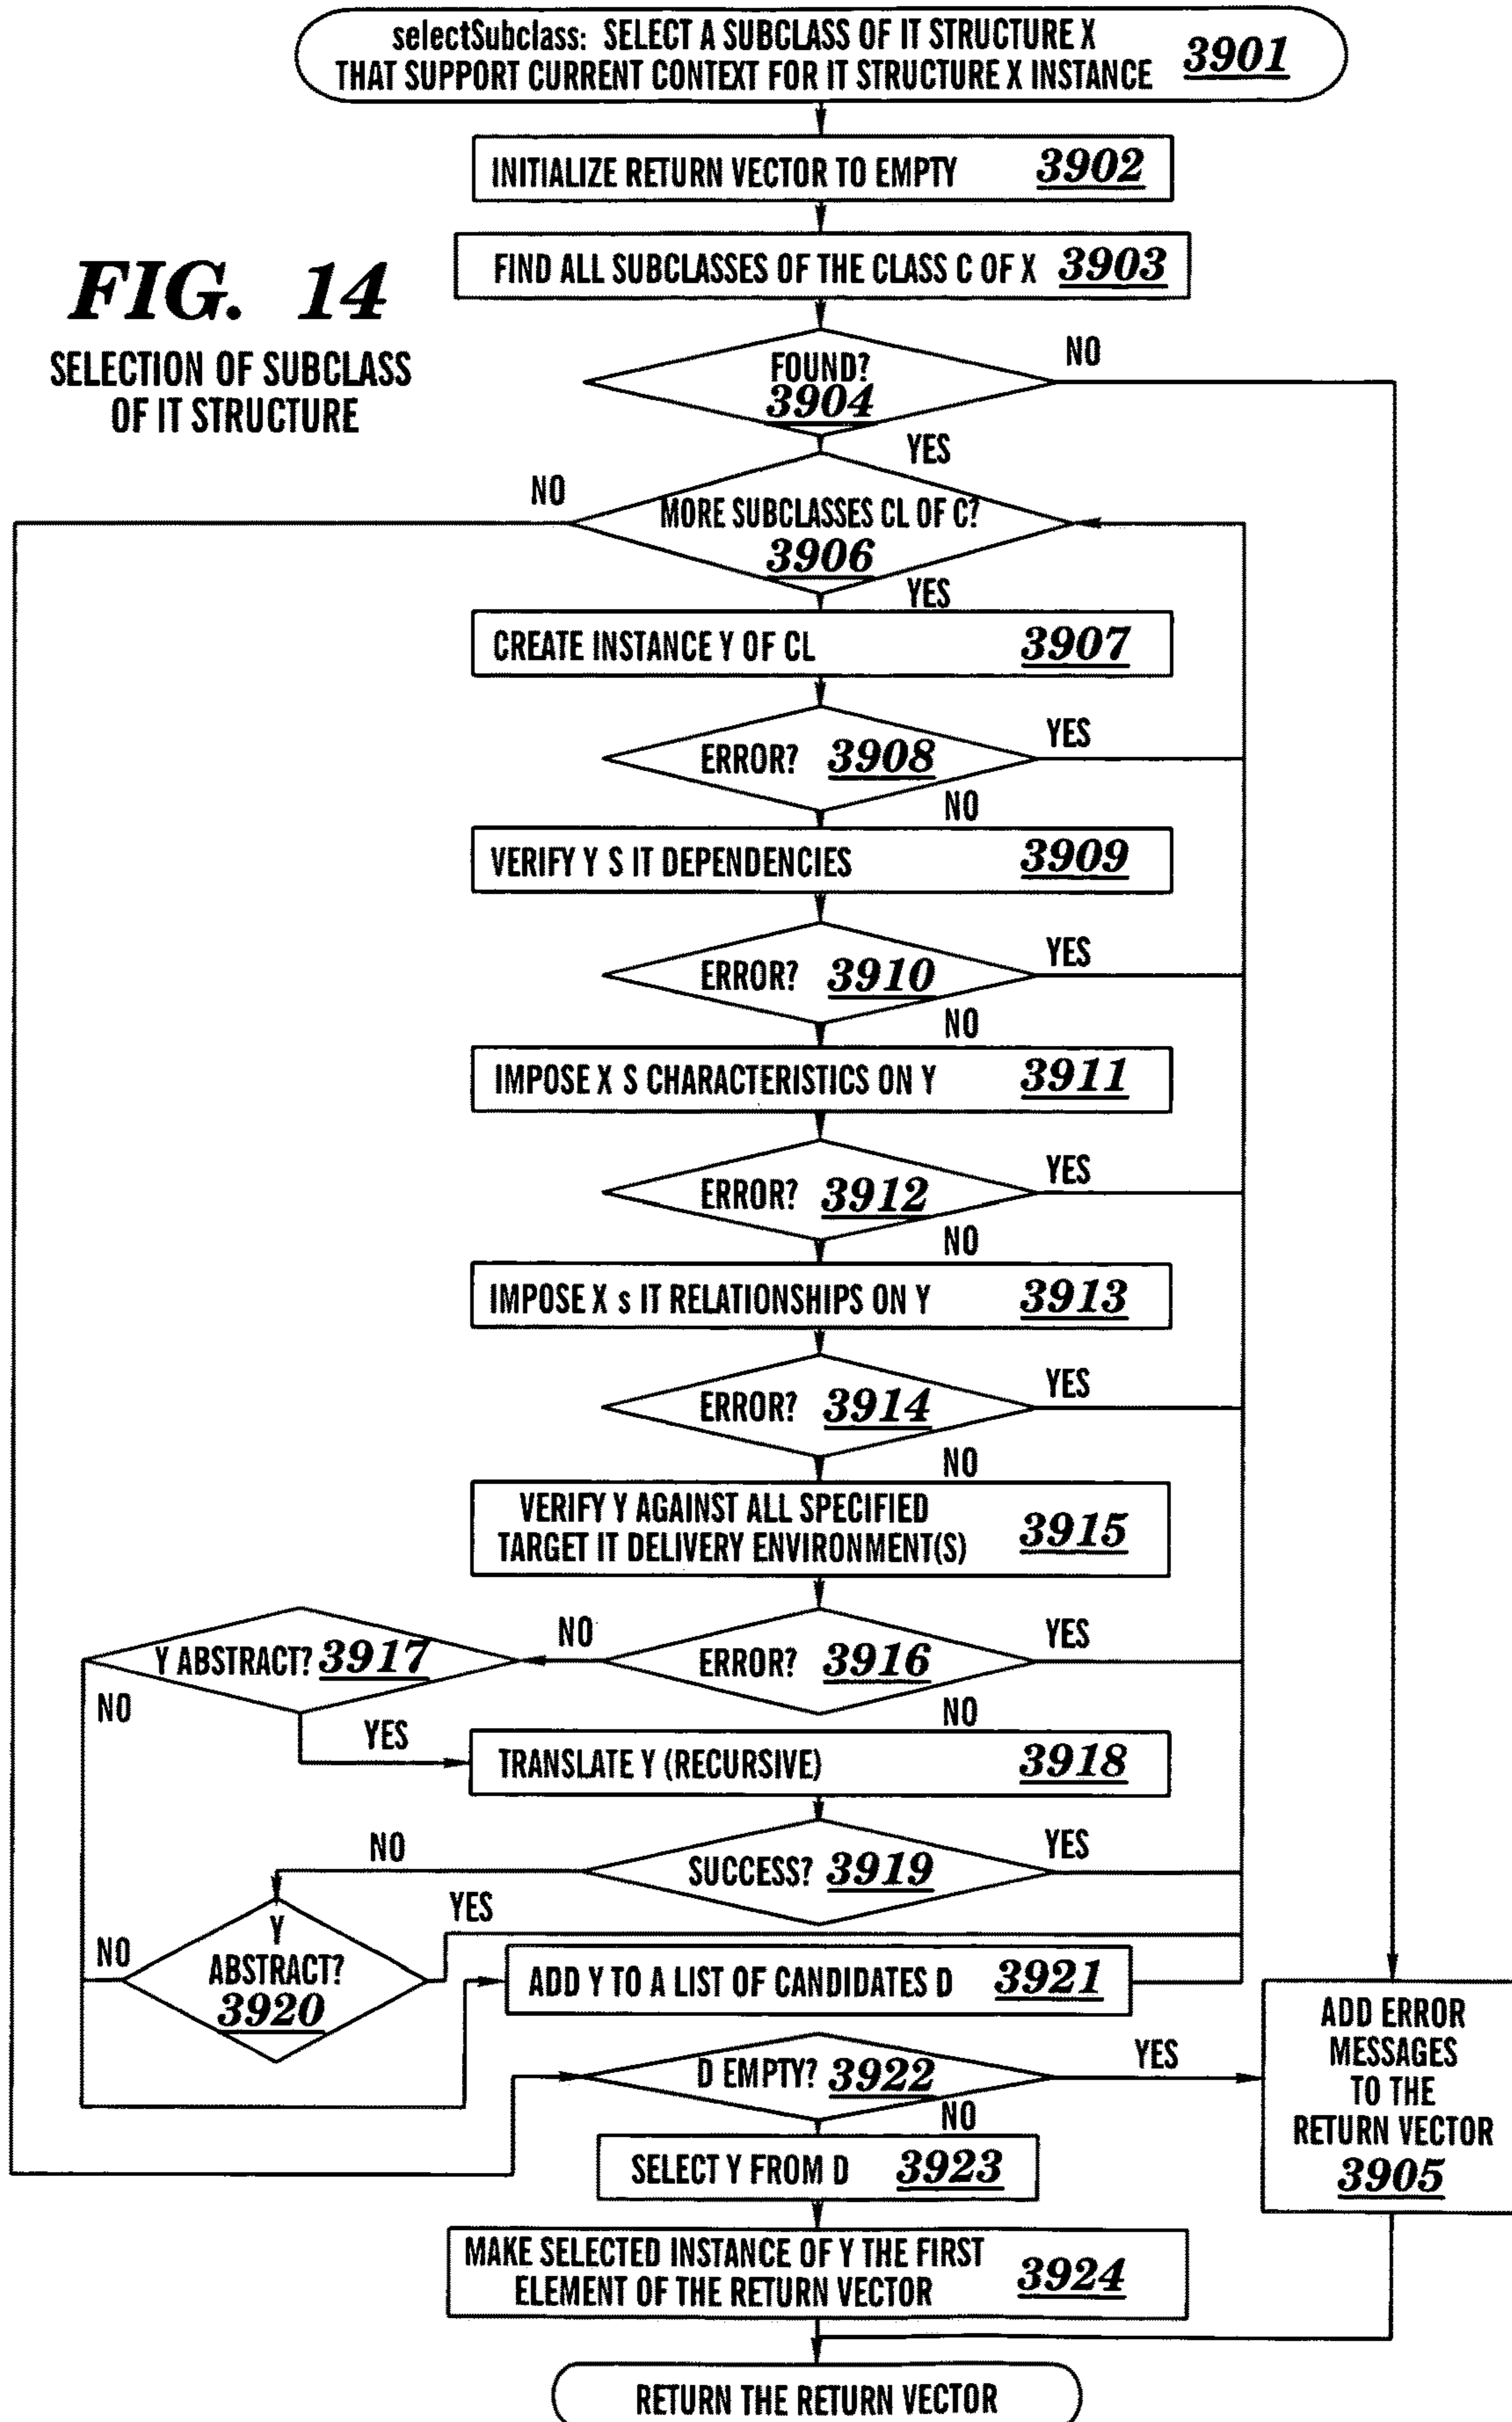 selectSubclass: SELECT A SUBCLASS OF IT STRUCTURE X
THAT SUPPORT CURRENT CONTEXT FOR IT STRUCTURE X INSTANCE
3901
INITIALIZE RETURN VECTOR TO EMPTY 3902
FIND ALL SUBCLASSES OF THE CLASS C OF X 3903
FIG. 14
SELECTION OF SUBCLASS
OF IT STRUCTURE
FOUND?
3904
NO
YES
MORE SUBCLASSES CL OF C?
3906
NO
YES
CREATE INSTANCE Y OF CL 3907
ERROR? 3908
YES
NO
VERIFY Y S IT DEPENDENCIES 3909
ERROR? 3910
YES
NO
IMPOSE X S CHARACTERISTICS ON Y 3911
ERROR? 3912
YES
NO
IMPOSE X s IT RELATIONSHIPS ON Y 3913
ERROR? 3914
YES
NO
VERIFY Y AGAINST ALL SPECIFIED
TARGET IT DELIVERY ENVIRONMENT(S)
3915
Y ABSTRACT? 3917
NO
ERROR? 3916
YES
NO
NO
YES
TRANSLATE Y (RECURSIVE) 3918
NO
SUCCESS? 3919
YES
Y
ABSTRACT?
3920
NO
YES
ADD Y TO A LIST OF CANDIDATES D 3921
D EMPTY? 3922
YES
NO
ADD ERROR
MESSAGES
TO THE
RETURN VECTOR
3905
SELECT Y FROM D 3923
MAKE SELECTED INSTANCE OF Y THE FIRST
ELEMENT OF THE RETURN VECTOR
3924
RETURN THE RETURN VECTOR